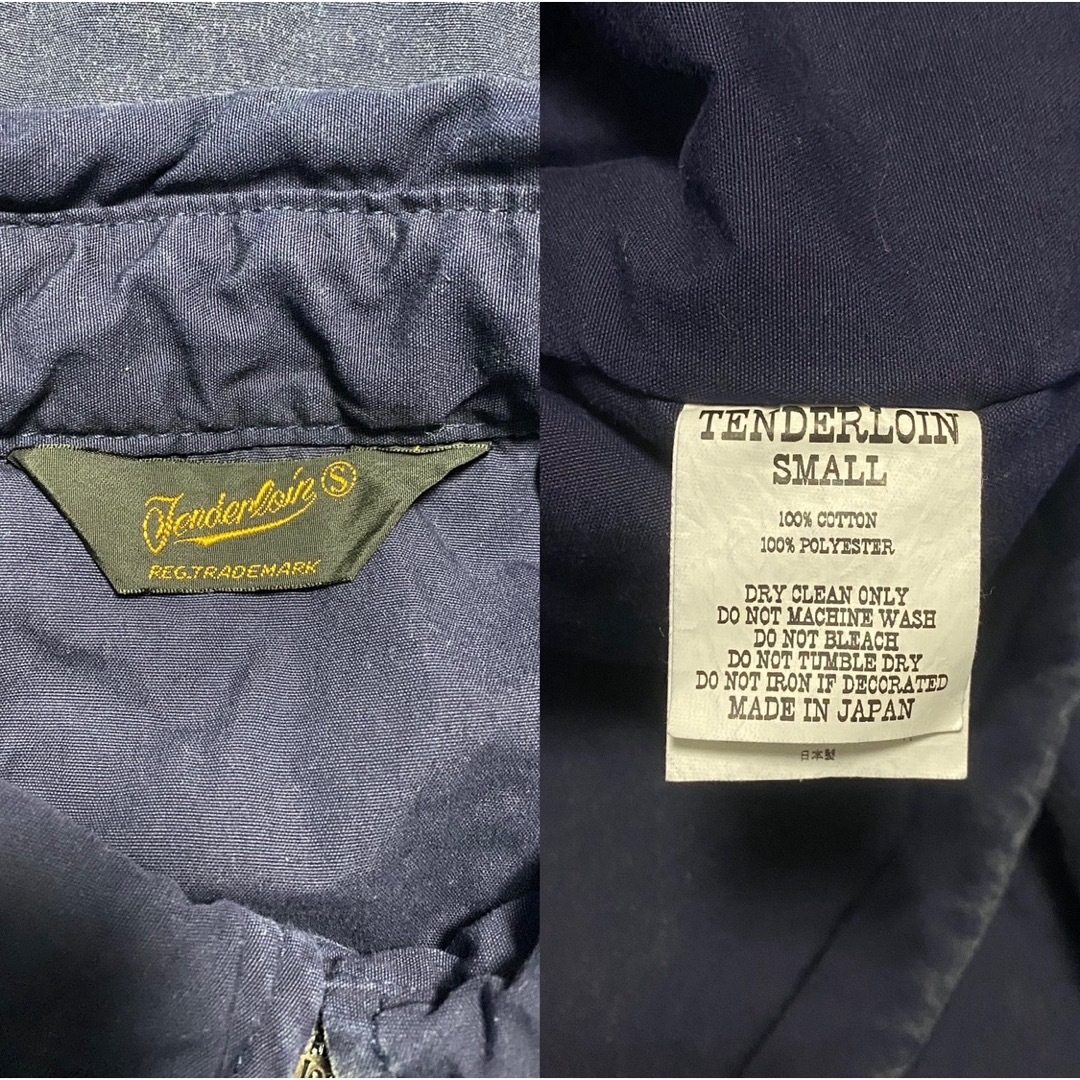 Tenderloin S
REG.TRADEMARK
TENDERLOIN
SMALL
100% COTTON
100% POLYESTER
DRY CLEAN ONLY
DO NOT MACHINE WASH
DO NOT BLEACH
DO NOT TUMBLE DRY
DO NOT IRON IF DECORATED
MADE IN JAPAN
日本製